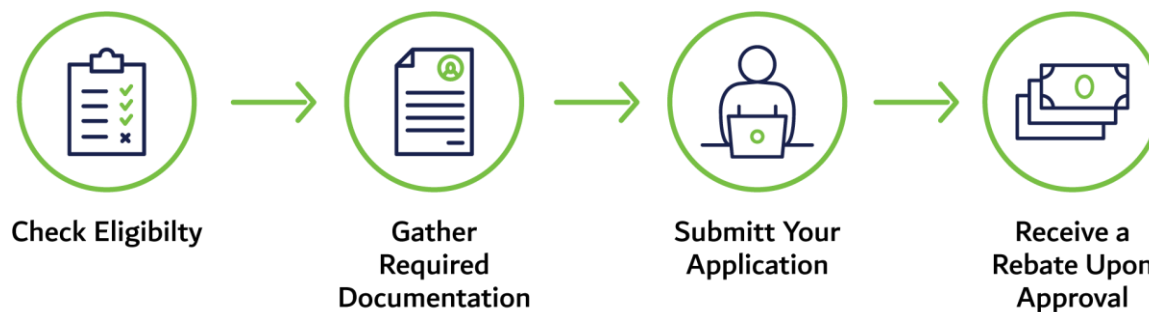 Check Eligibilty
Gather
Required
Documentation
Submitt Your
Application
Receive a
Rebate Upon
Approval